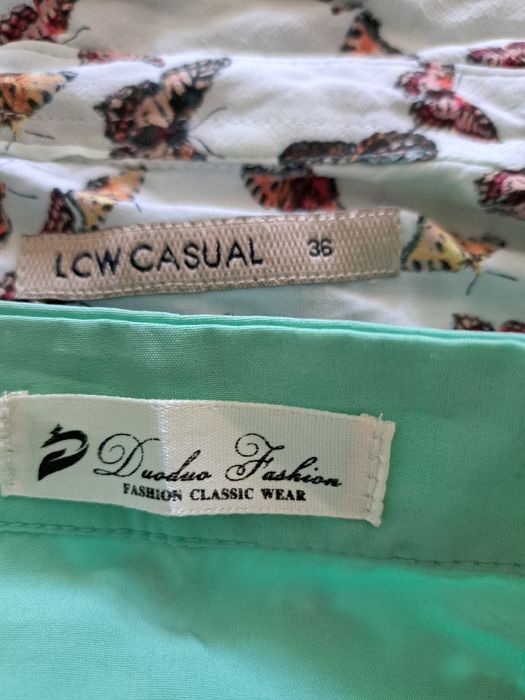 LCW CASUAL 36
Duoduo Fashion
FASHION CLASSIC WEAR